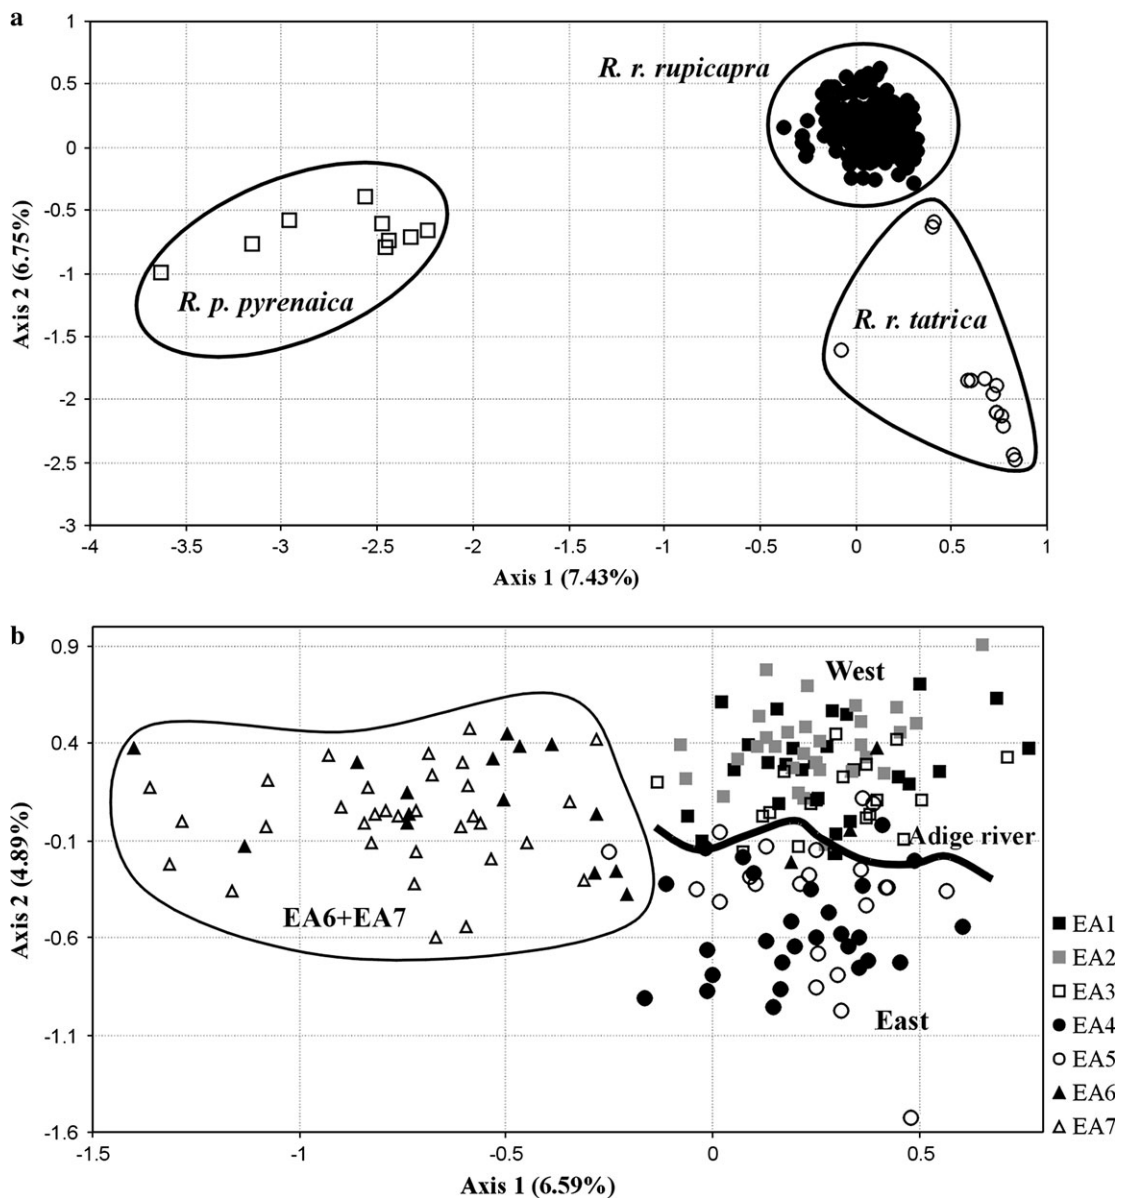 a
1
0.5
0
-0.5
-1
-1.5
-2
-2.5
-3
Axis 2 (6.75%)
R. r. rupicapra
R. p. pyrenaica
R. r. tatrica
-4 -3.5 -3 -2.5 -2 -1.5 -1 -0.5 0 0.5 1
Axis 1 (7.43%)
b
0.9
0.4
-0.1
-0.6
-1.1
-1.6
Axis 2 (4.89%)
West
Adige river
EA6+EA7
East
EA1
EA2
EA3
EA4
EA5
EA6
EA7
-1.5 -1 -0.5 0 0.5
Axis 1 (6.59%)